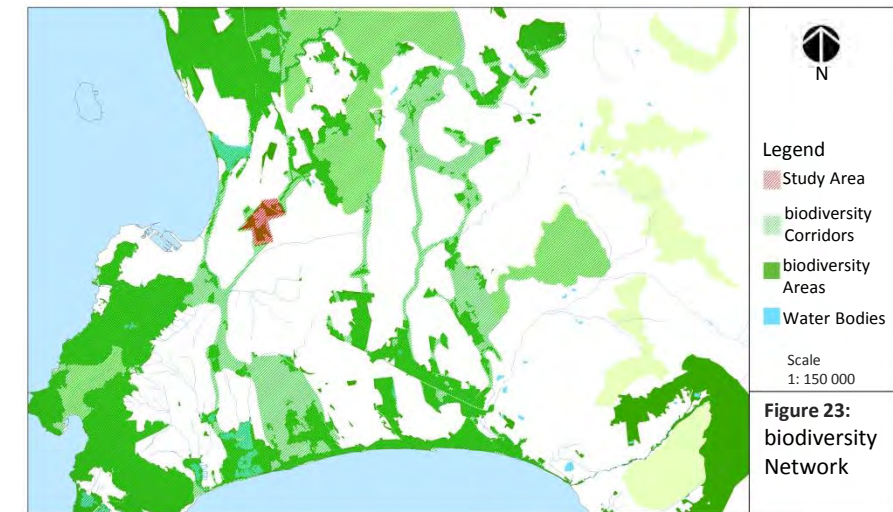 N
Legend
Study Area
biodiversity
Corridors
biodiversity
Areas
Water Bodies
Scale
1: 150 000
Figure 23:
biodiversity
Network